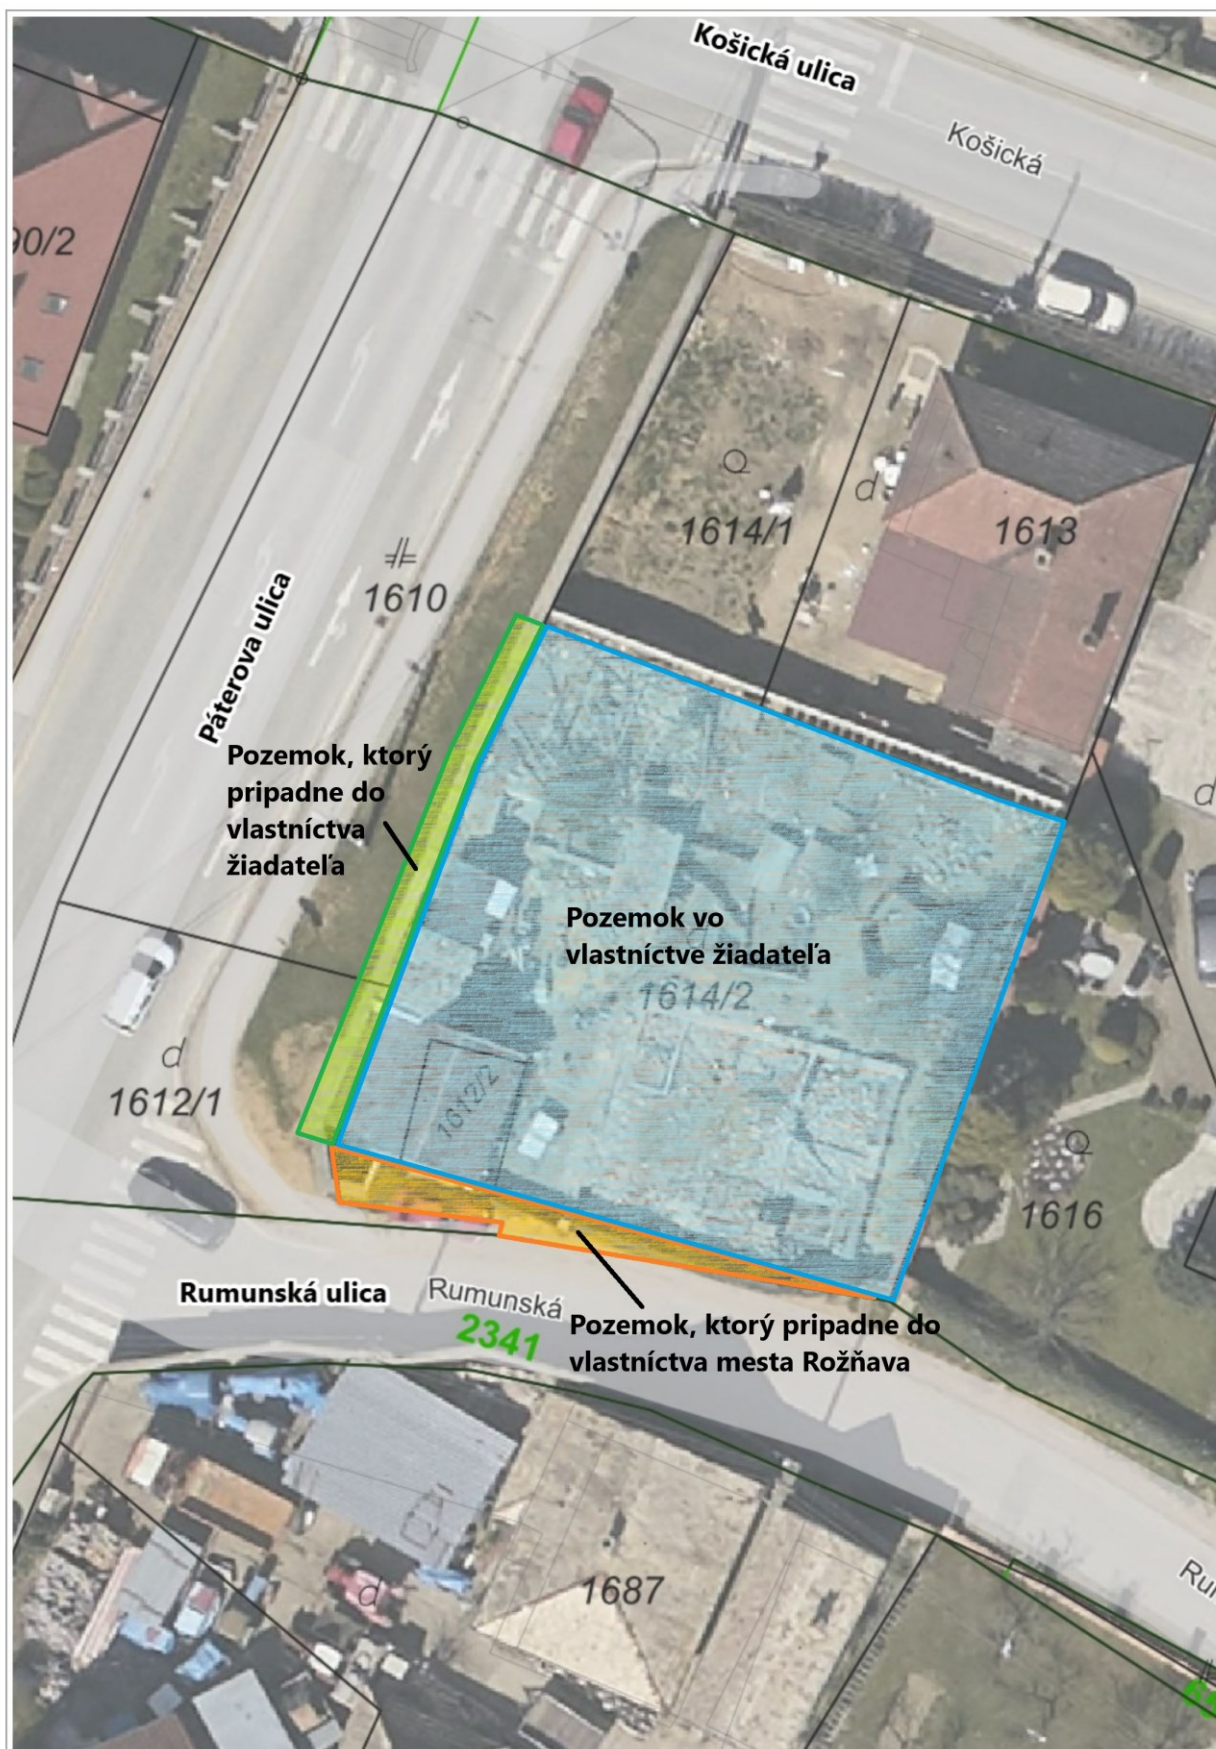 Košická ulica
Košická
90/2
1614/1
1613
1610
Páterova ulica
Pozemok, ktorý
pripadne do
vlastníctva
žiadateľa
Pozemok vo
vlastníctve žiadateľa
1614/2
1612/2
1612/1
1616
Rumunská ulica
Rumunská
2341
Pozemok, ktorý pripadne do
vlastníctva mesta Rožňava
1687